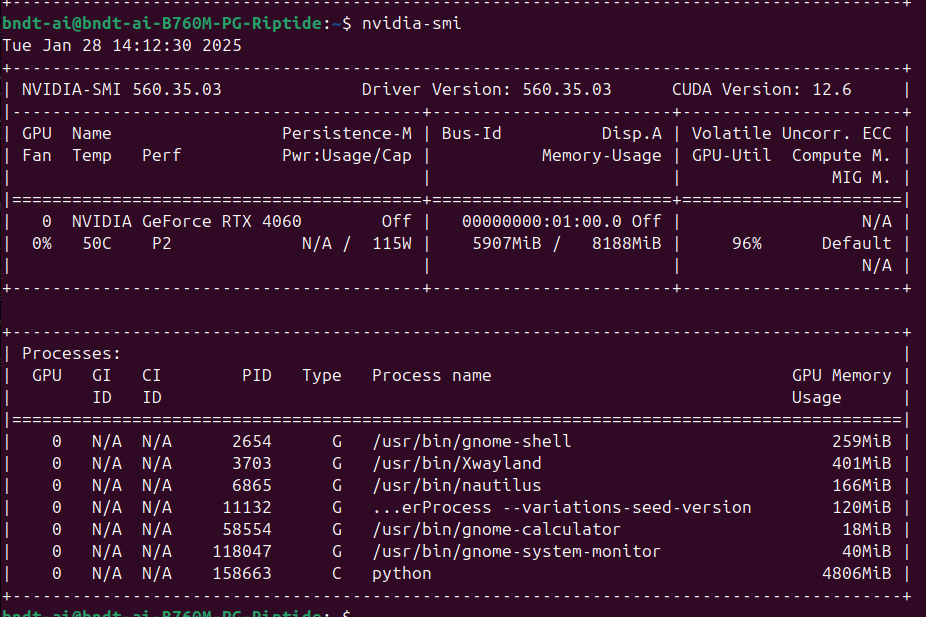 +-----------------------------------------------------------------------------------------+
bndt-ai@bndt-ai-B760M-PG-Riptide:~$ nvidia-smi
Tue Jan 28 14:12:30 2025
+-----------------------------------------------------------------------------------------+
| NVIDIA-SMI 560.35.03              Driver Version: 560.35.03      CUDA Version: 12.6     |
|-----------------------------------------+------------------------+----------------------+
| GPU  Name                 Persistence-M | Bus-Id          Disp.A | Volatile Uncorr. ECC |
| Fan  Temp   Perf          Pwr:Usage/Cap |           Memory-Usage | GPU-Util  Compute M. |
|                                         |                        |               MIG M. |
|=========================================+========================+======================|
|   0  NVIDIA GeForce RTX 4060        Off |   00000000:01:00.0 Off |                  N/A |
|  0%   50C    P2             N/A /  115W |    5907MiB /   8188MiB |     96%      Default |
|                                         |                        |                  N/A |
+-----------------------------------------+------------------------+----------------------+
+-----------------------------------------------------------------------------------------+
| Processes:                                                                              |
|  GPU   GI   CI                  PID   Type   Process name                              GPU Memory |
|        ID   ID                                                                         Usage      |
|=========================================================================================|
|    0   N/A  N/A        2654      G   /usr/bin/gnome-shell                          259MiB |
|    0   N/A  N/A        3703      G   /usr/bin/Xwayland                             401MiB |
|    0   N/A  N/A        6865      G   /usr/bin/nautilus                             166MiB |
|    0   N/A  N/A       11132      G   ...erProcess --variations-seed-version        120MiB |
|    0   N/A  N/A       58554      G   /usr/bin/gnome-calculator                      18MiB |
|    0   N/A  N/A      118047      G   /usr/bin/gnome-system-monitor                  40MiB |
|    0   N/A  N/A      158663      C   python                                       4806MiB |
+-----------------------------------------------------------------------------------------+
bndt-ai@bndt-ai-B760M-PG-Riptide:~$